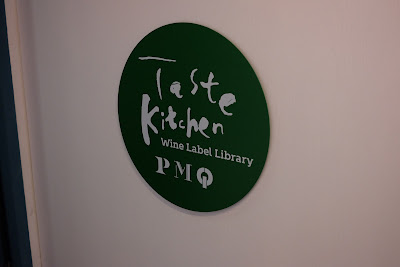 Taste
Kitchen
Wine Label Library
PMQ